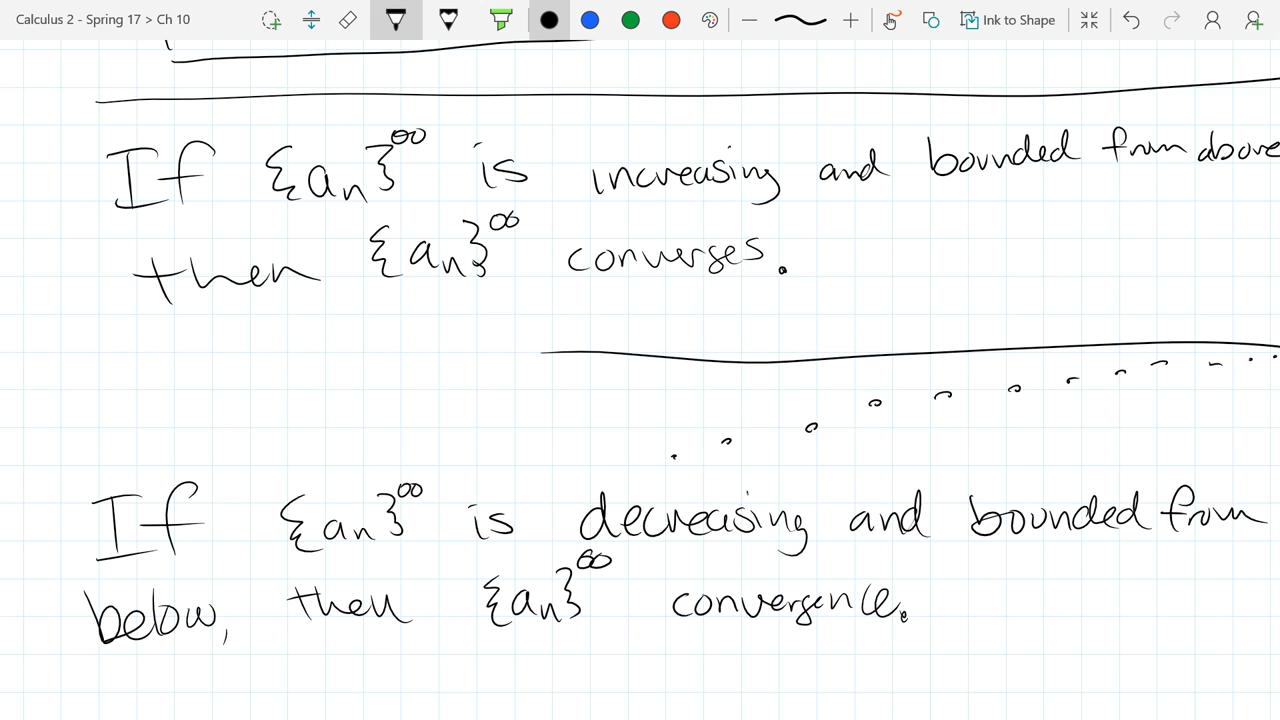 Calculus 2 - Spring 17 > Ch 10
Ink to Shape
If {aₙ}^∞ is increasing and bounded from above
then {aₙ}^∞ converges.
If {aₙ}^∞ is decreasing and bounded from
below, then {aₙ}^∞ convergence.